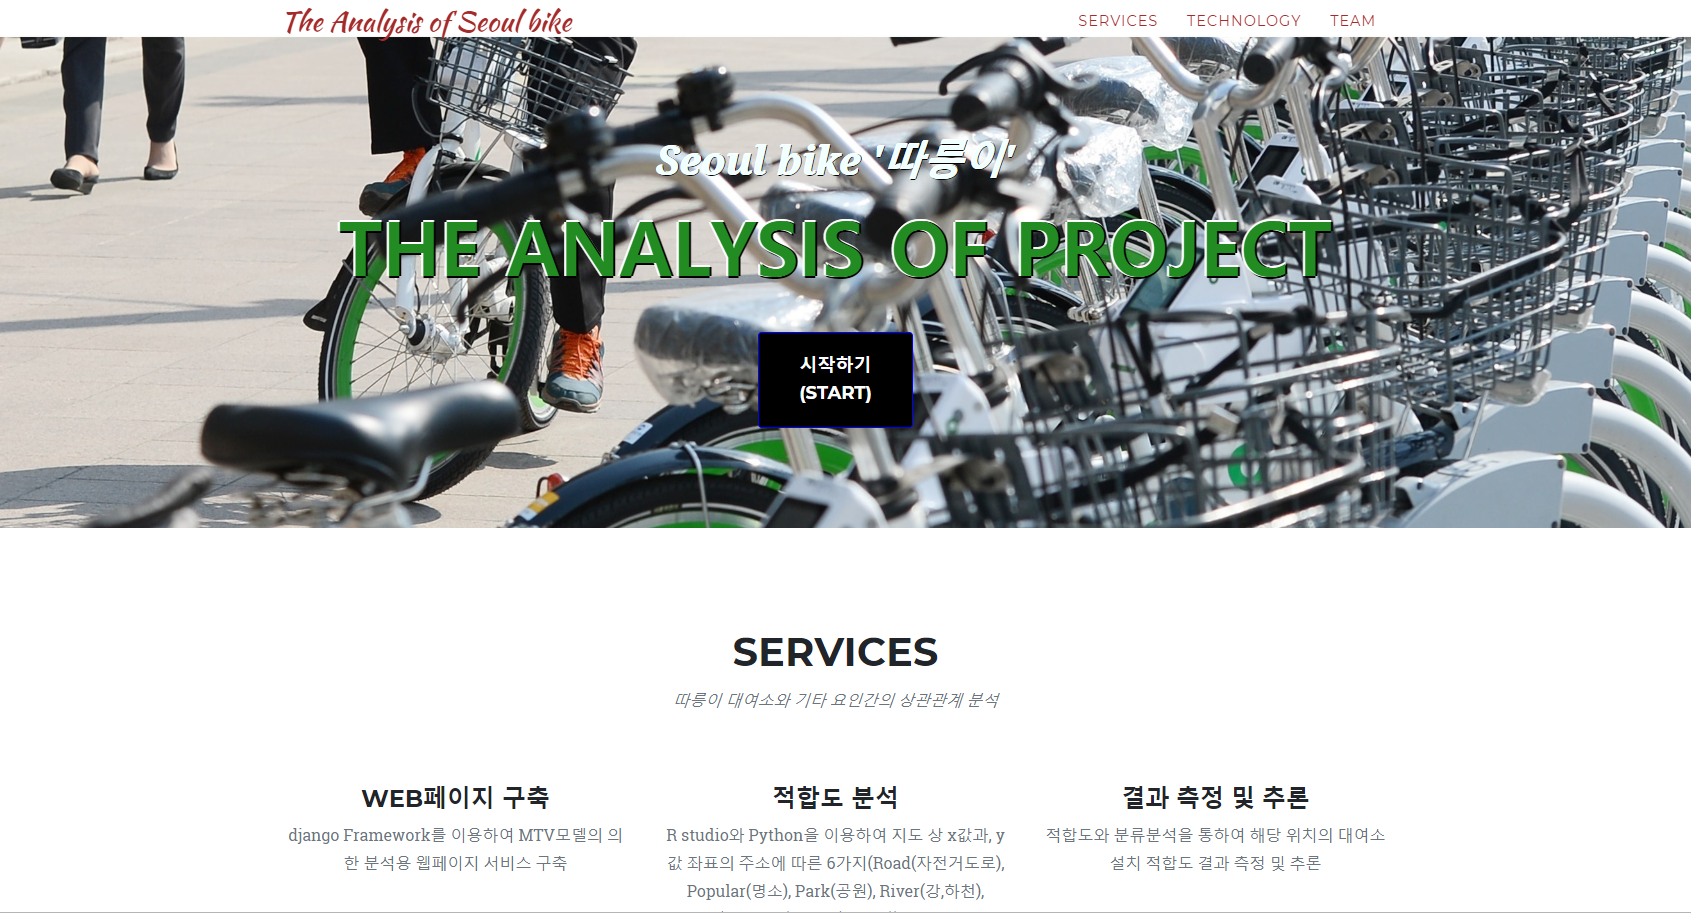 The Analysis of Seoul bike
SERVICES TECHNOLOGY TEAM
Seoul bike '따릉이'
THE ANALYSIS OF PROJECT
시작하기
(START)
SERVICES
따릉이 대여소와 기타 요인간의 상관관계 분석
WEB페이지 구축
django Framework를 이용하여 MTV모델의 의
한 분석용 웹페이지 서비스 구축
적합도 분석
R studio와 Python을 이용하여 지도 상 x값과, y
값 좌표의 주소에 따른 6가지(Road(자전거도로),
Popular(명소), Park(공원), River(강,하천),
결과 측정 및 추론
적합도와 분류분석을 통하여 해당 위치의 대여소
설치 적합도 결과 측정 및 추론